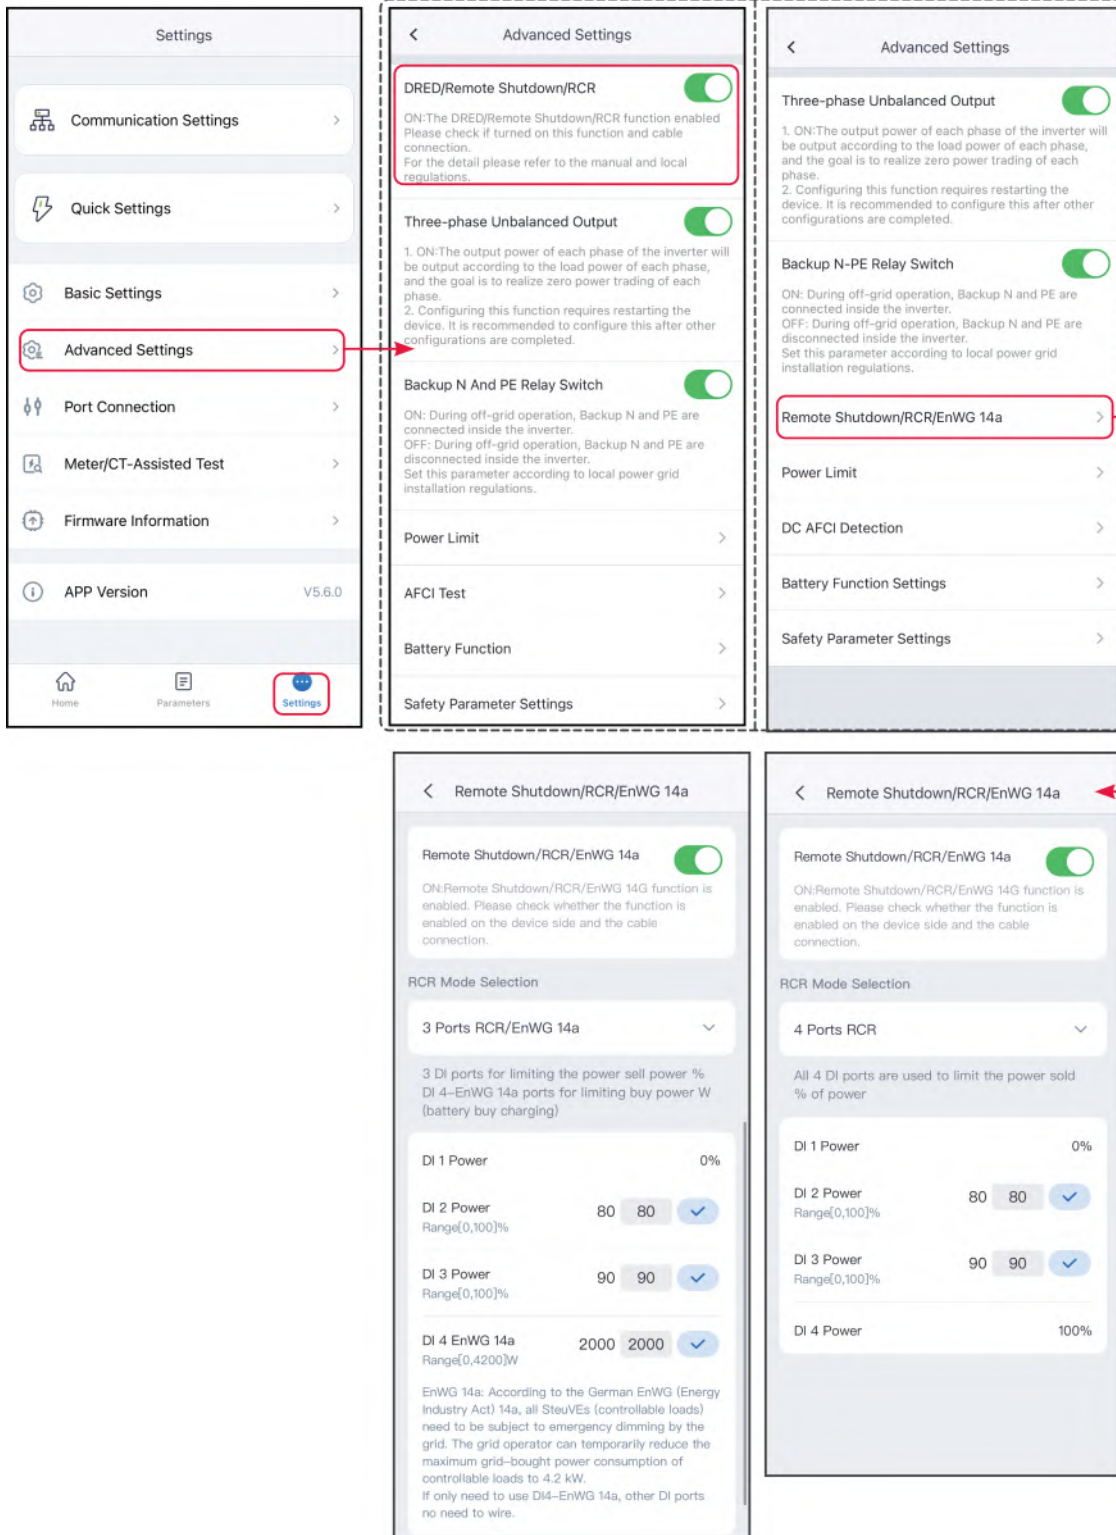 Settings
Communication Settings
Quick Settings
Basic Settings
Advanced Settings
Port Connection
Meter/CT-Assisted Test
Firmware Information
APP Version V5.6.0
Home Parameters Settings
Advanced Settings
DRED/Remote Shutdown/RCR
ON:The DRED/Remote Shutdown/RCR function enabled
Please check if turned on this function and cable
connection.
For the detail please refer to the manual and local
regulations.
Three-phase Unbalanced Output
1. ON:The output power of each phase of the inverter will
be output according to the load power of each phase,
and the goal is to realize zero power trading of each
phase.
2. Configuring this function requires restarting the
device. It is recommended to configure this after other
configurations are completed.
Backup N And PE Relay Switch
ON: During off-grid operation, Backup N and PE are
connected inside the inverter.
OFF: During off-grid operation, Backup N and PE are
disconnected inside the inverter.
Set this parameter according to local power grid
installation regulations.
Power Limit
AFCI Test
Battery Function
Safety Parameter Settings
Advanced Settings
Three-phase Unbalanced Output
1. ON:The output power of each phase of the inverter will
be output according to the load power of each phase,
and the goal is to realize zero power trading of each
phase.
2. Configuring this function requires restarting the
device. It is recommended to configure this after other
configurations are completed.
Backup N-PE Relay Switch
ON: During off-grid operation, Backup N and PE are
connected inside the inverter.
OFF: During off-grid operation, Backup N and PE are
disconnected inside the inverter.
Set this parameter according to local power grid
installation regulations.
Remote Shutdown/RCR/EnWG 14a
Power Limit
DC AFCI Detection
Battery Function Settings
Safety Parameter Settings
Remote Shutdown/RCR/EnWG 14a
Remote Shutdown/RCR/EnWG 14a
ON:Remote Shutdown/RCR/EnWG 14G function is
enabled. Please check whether the function is
enabled on the device side and the cable
connection.
RCR Mode Selection
3 Ports RCR/EnWG 14a
3 DI ports for limiting the power sell power %
DI 4-EnWG 14a ports for limiting buy power W
(battery buy charging)
DI 1 Power 0%
DI 2 Power 80 80
Range[0,100]%
DI 3 Power 90 90
Range[0,100]%
DI 4 EnWG 14a 2000 2000
Range[0,4200]W
EnWG 14a: According to the German EnWG (Energy
Industry Act) 14a, all SteuVEs (controllable loads)
need to be subject to emergency dimming by the
grid. The grid operator can temporarily reduce the
maximum grid-bought power consumption of
controllable loads to 4.2 kW.
If only need to use DI4-EnWG 14a, other DI ports
no need to wire.
Remote Shutdown/RCR/EnWG 14a
Remote Shutdown/RCR/EnWG 14a
ON:Remote Shutdown/RCR/EnWG 14G function is
enabled. Please check whether the function is
enabled on the device side and the cable
connection.
RCR Mode Selection
4 Ports RCR
All 4 DI ports are used to limit the power sold
% of power
DI 1 Power 0%
DI 2 Power 80 80
Range[0,100]%
DI 3 Power 90 90
Range[0,100]%
DI 4 Power 100%